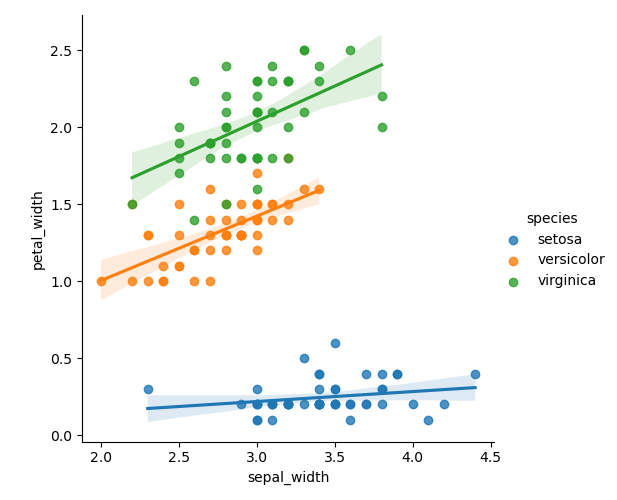 2.5
2.0
1.5
1.0
0.5
0.0
petal_width
2.0 2.5 3.0 3.5 4.0 4.5
sepal_width
species
setosa
versicolor
virginica